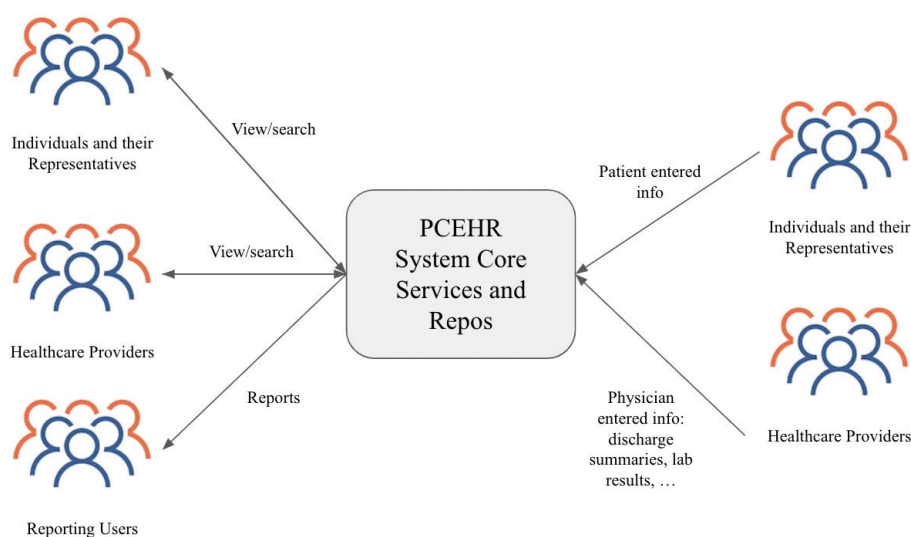 View/search
Individuals and their
Representatives
View/search
Healthcare Providers
Reports
Reporting Users
PCEHR
System Core
Services and
Repos
Patient entered
info
Individuals and their
Representatives
Physician
entered info:
discharge
summaries, lab
results, …
Healthcare Providers